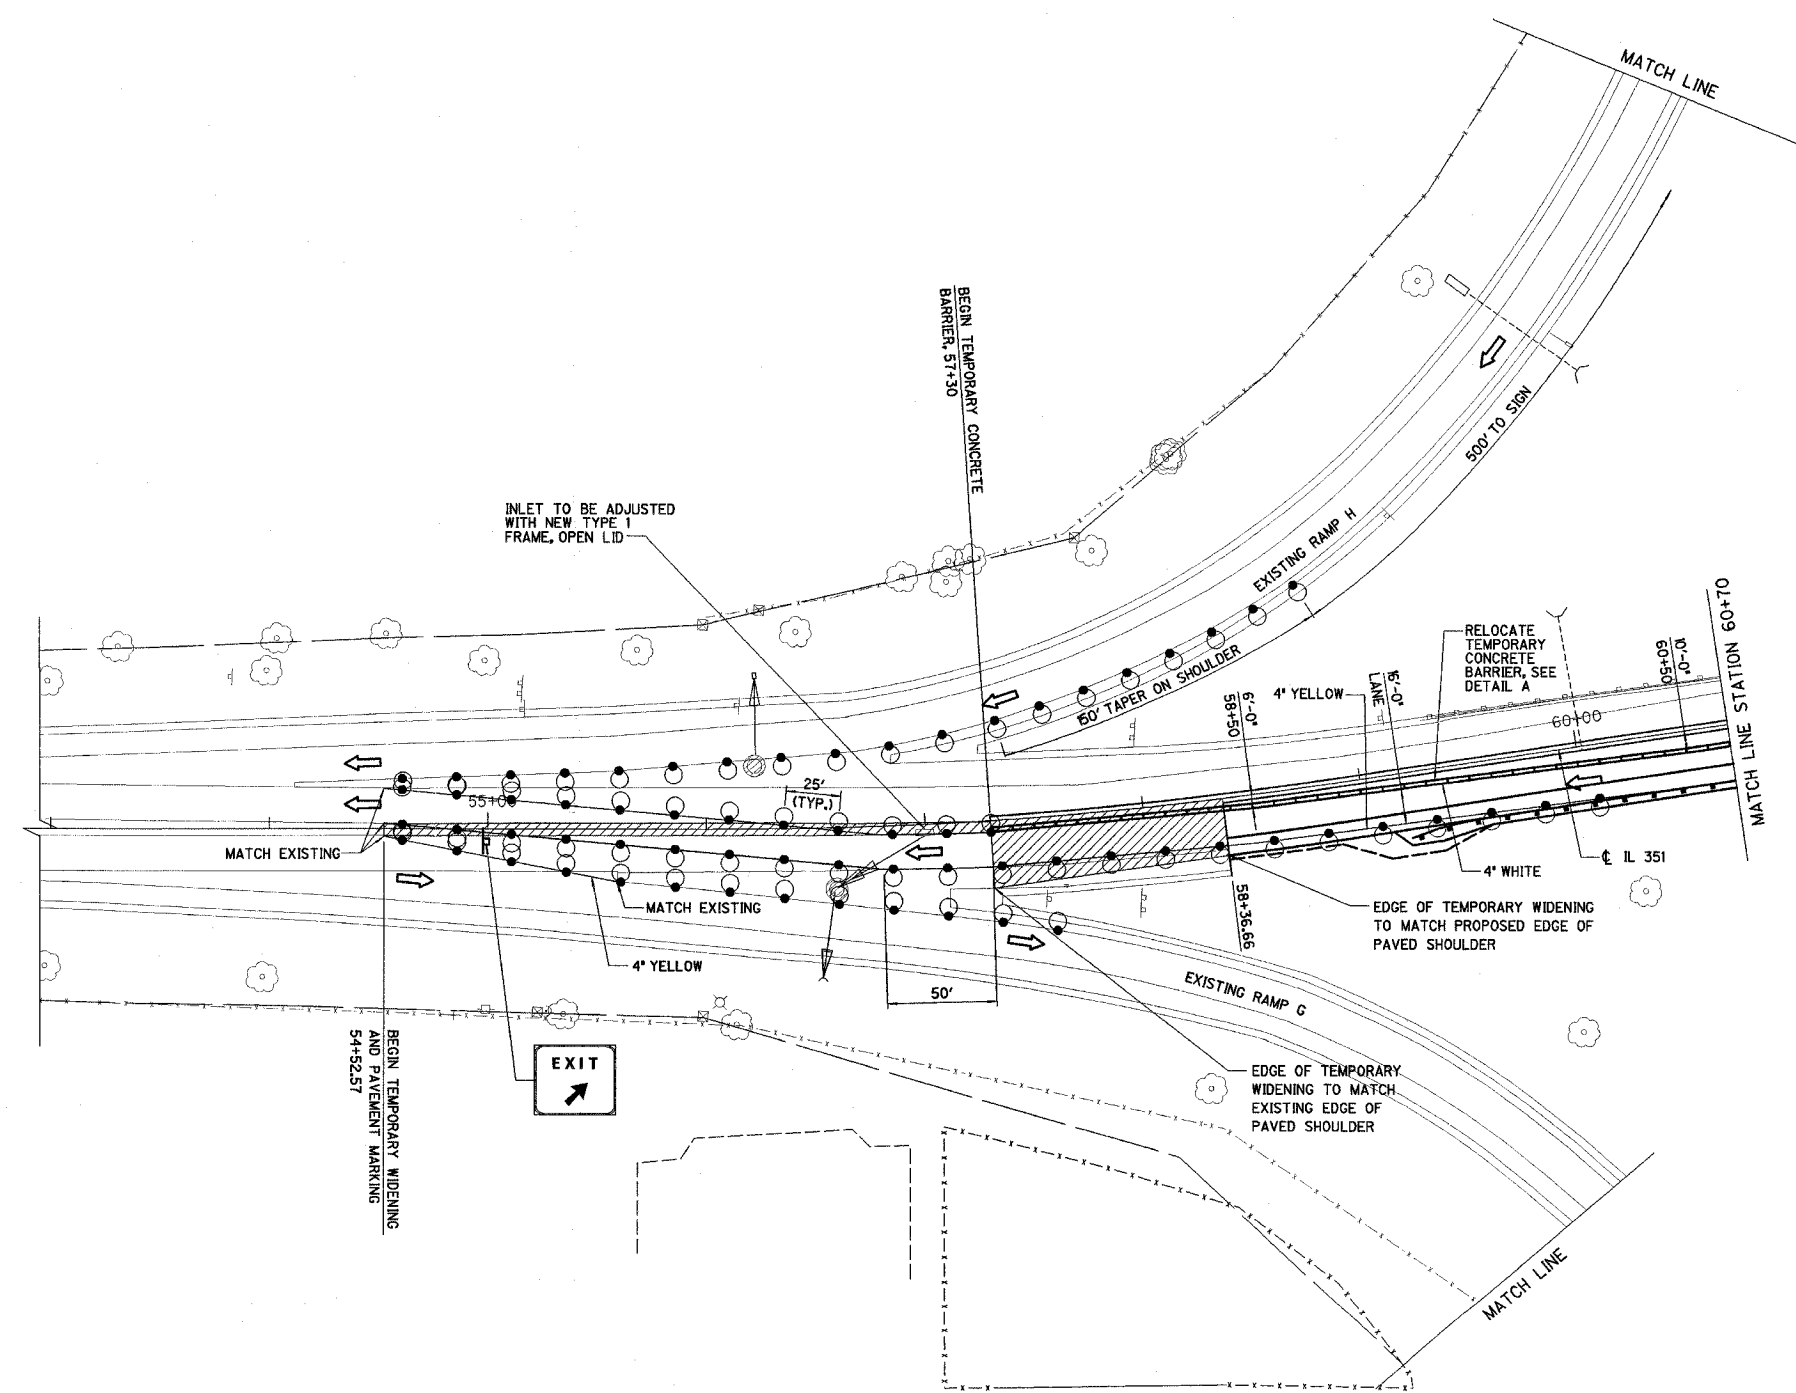 MATCH LINE
BEGIN TEMPORARY CONCRETE
BARRIER, 57+30
500' TO SIGN
INLET TO BE ADJUSTED
WITH NEW TYPE 1
FRAME, OPEN LID
EXISTING RAMP H
150' TAPER ON SHOULDER
RELOCATE
TEMPORARY
CONCRETE
BARRIER, SEE
DETAIL A
10'-0"
60+50
MATCH LINE STATION 60+70
4" YELLOW
16'-0"
LANE
6'-0"
58+50
60+00
25'
(TYP.)
55+00
MATCH EXISTING
MATCH EXISTING
4" YELLOW
50'
℄ IL 351
4" WHITE
58+36.66
EDGE OF TEMPORARY WIDENING
TO MATCH PROPOSED EDGE OF
PAVED SHOULDER
EXISTING RAMP G
EXIT
BEGIN TEMPORARY WIDENING
AND PAVEMENT MARKING
54+52.57
EDGE OF TEMPORARY
WIDENING TO MATCH
EXISTING EDGE OF
PAVED SHOULDER
MATCH LINE